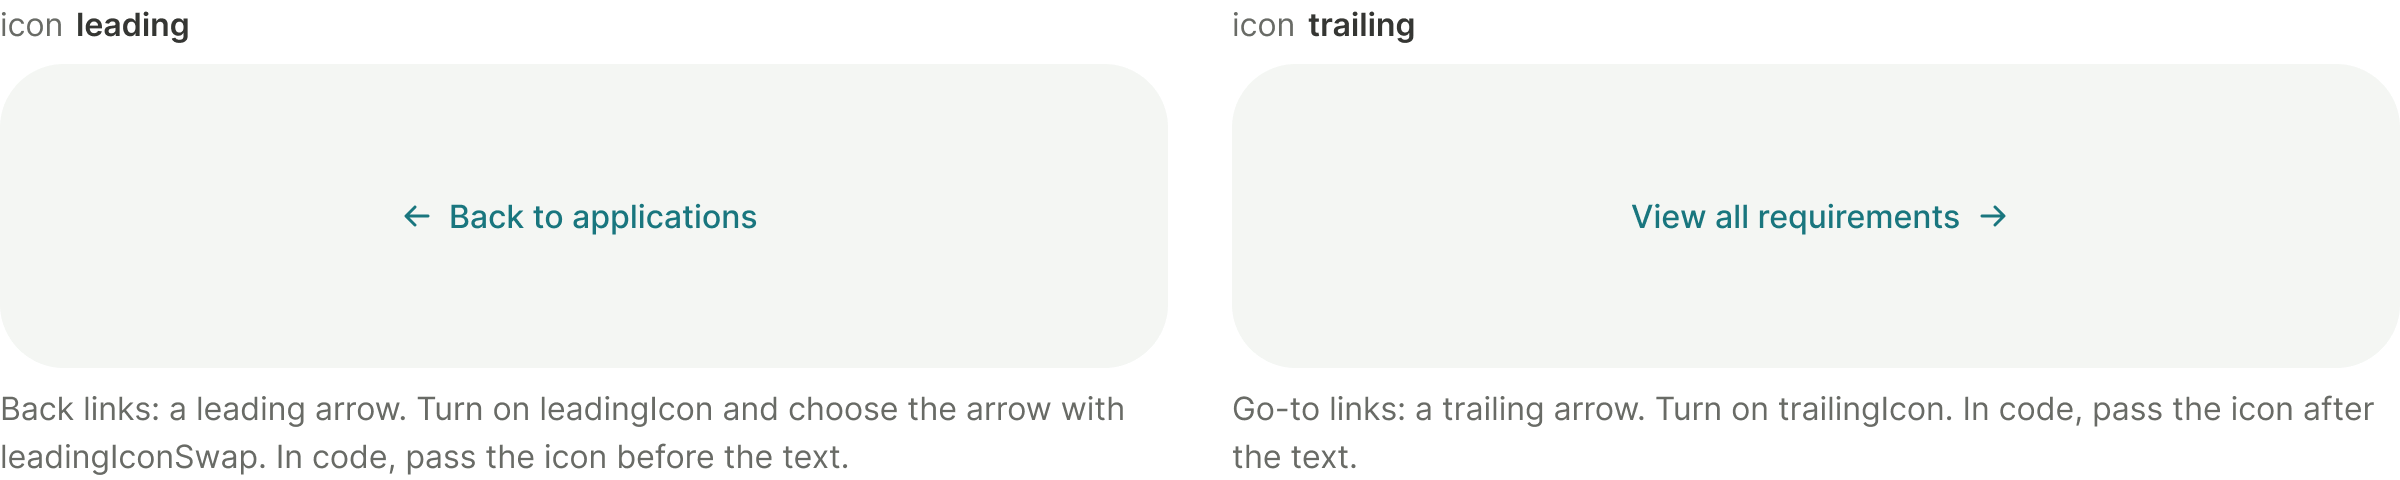 icon leading
← Back to applications
Back links: a leading arrow. Turn on leadingIcon and choose the arrow with
leadingIconSwap. In code, pass the icon before the text.
icon trailing
View all requirements →
Go-to links: a trailing arrow. Turn on trailingIcon. In code, pass the icon after
the text.